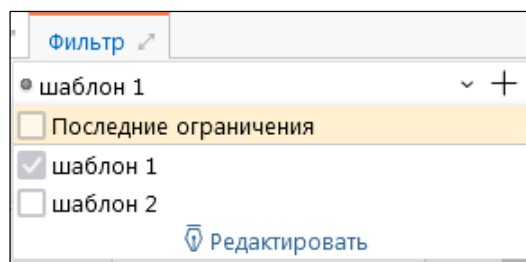 Фильтр
шаблон 1
Последние ограничения
шаблон 1
шаблон 2
Редактировать